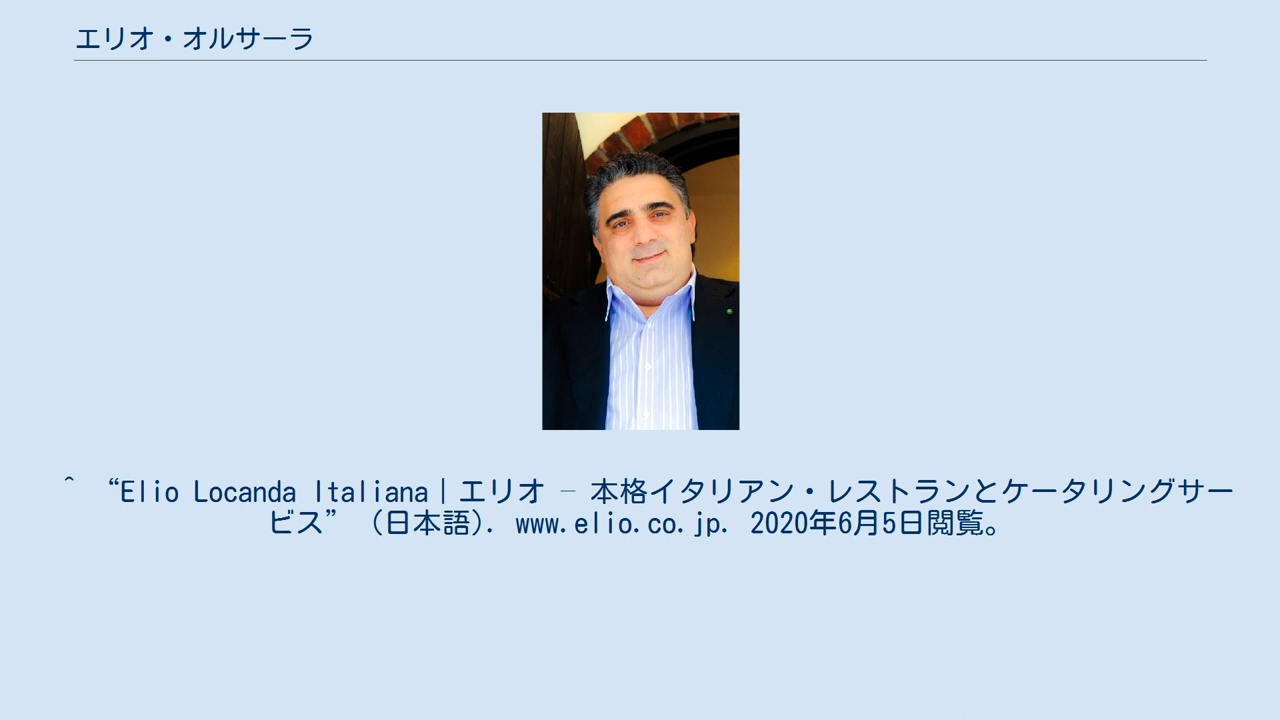 エリオ・オルサーラ
^ “Elio Locanda Italiana｜エリオ – 本格イタリアン・レストランとケータリングサー
ビス” (日本語). www.elio.co.jp. 2020年6月5日閲覧。